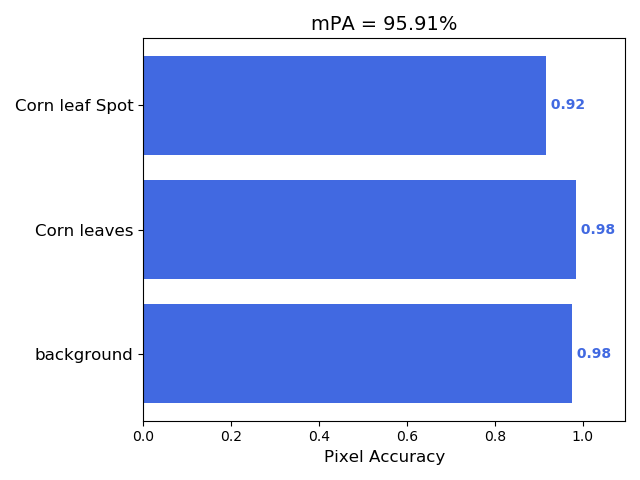 mPA = 95.91%
Corn leaf Spot
0.92
Corn leaves
0.98
background
0.98
0.0 0.2 0.4 0.6 0.8 1.0
Pixel Accuracy